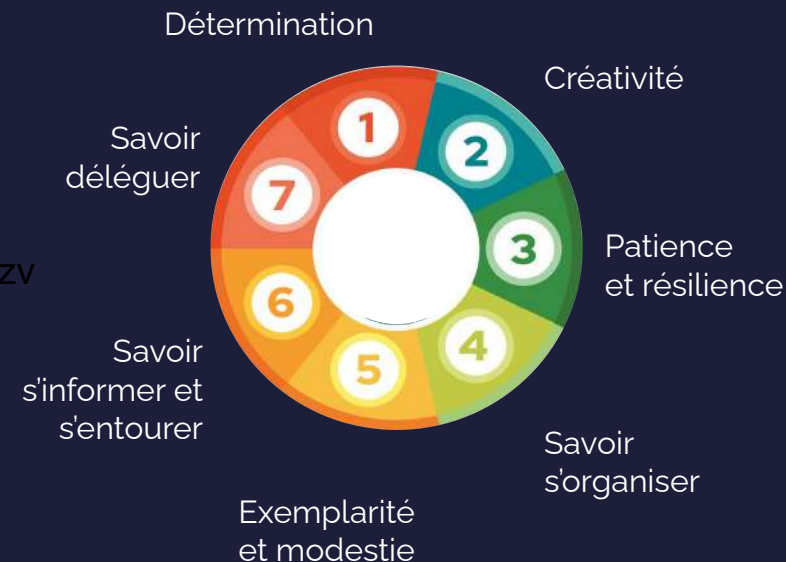 Détermination
Créativité
Savoir
déléguer
1
2
7
3
Patience
et résilience
zv
6
Savoir
s'informer et
s'entourer
5
4
Savoir
s'organiser
Exemplarité
et modestie